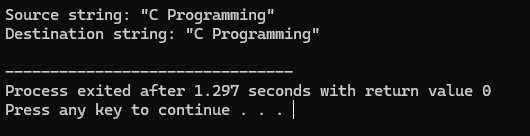 Source string: "C Programming"
Destination string: "C Programming"
--------------------------------
Process exited after 1.297 seconds with return value 0
Press any key to continue . . .